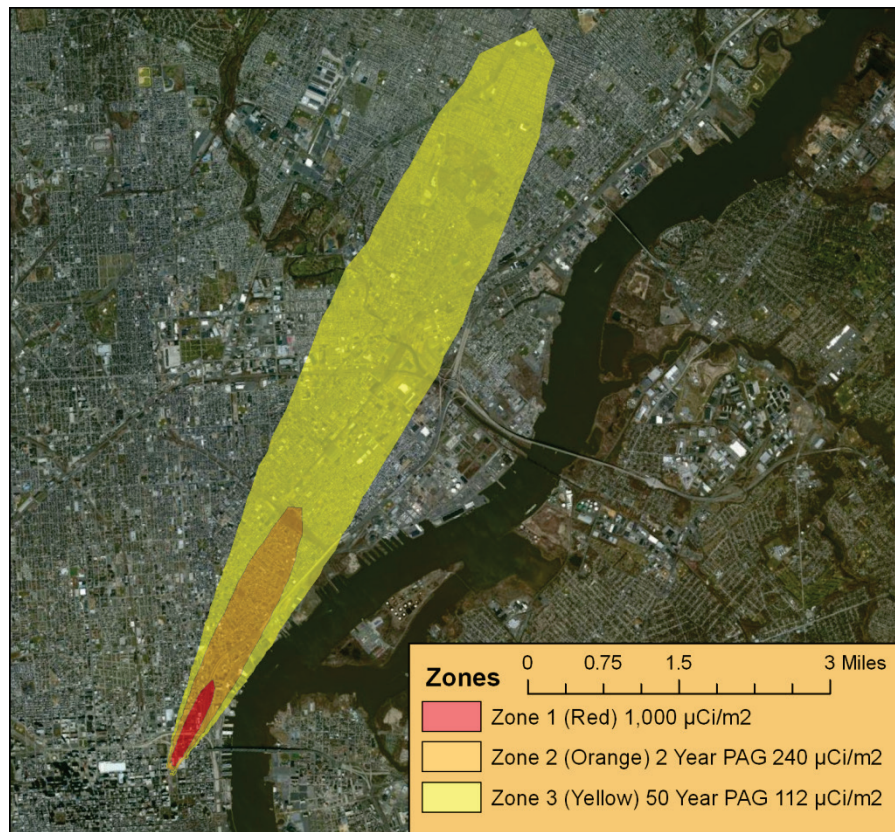 Zones
0 0.75 1.5 3 Miles
Zone 1 (Red) 1,000 µCi/m2
Zone 2 (Orange) 2 Year PAG 240 µCi/m2
Zone 3 (Yellow) 50 Year PAG 112 µCi/m2